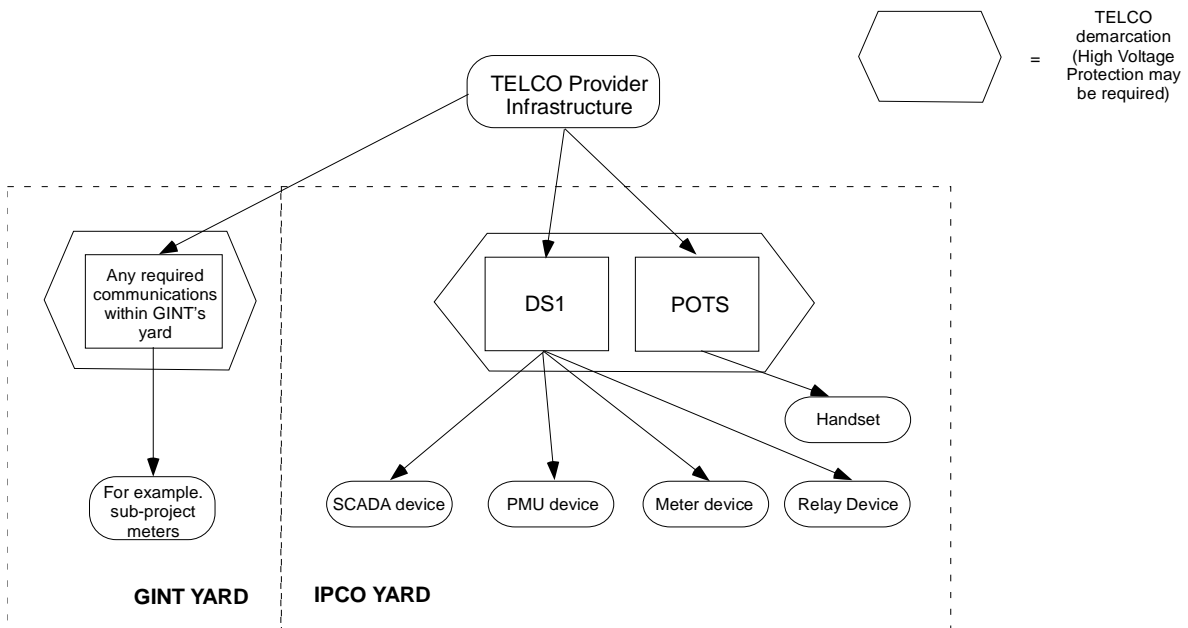 TELCO
demarcation
(High Voltage
Protection may
be required)
=
TELCO Provider
Infrastructure
Any required
communications
within GINT's
yard
DS1
POTS
Handset
For example.
sub-project
meters
SCADA device
PMU device
Meter device
Relay Device
GINT YARD
IPCO YARD